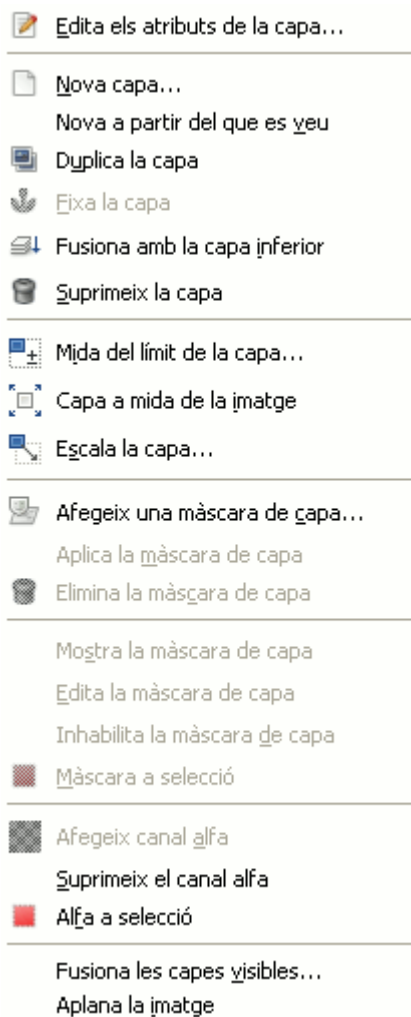 Edita els atributs de la capa...
Nova capa...
Nova a partir del que es veu
Duplica la capa
Fixa la capa
Fusiona amb la capa inferior
Suprimeix la capa
Mida del límit de la capa...
Capa a mida de la imatge
Escala la capa...
Afegeix una màscara de capa...
Aplica la màscara de capa
Elimina la màscara de capa
Mostra la màscara de capa
Edita la màscara de capa
Inhabilita la màscara de capa
Màscara a selecció
Afegeix canal alfa
Suprimeix el canal alfa
Alfa a selecció
Fusiona les capes visibles...
Aplana la imatge